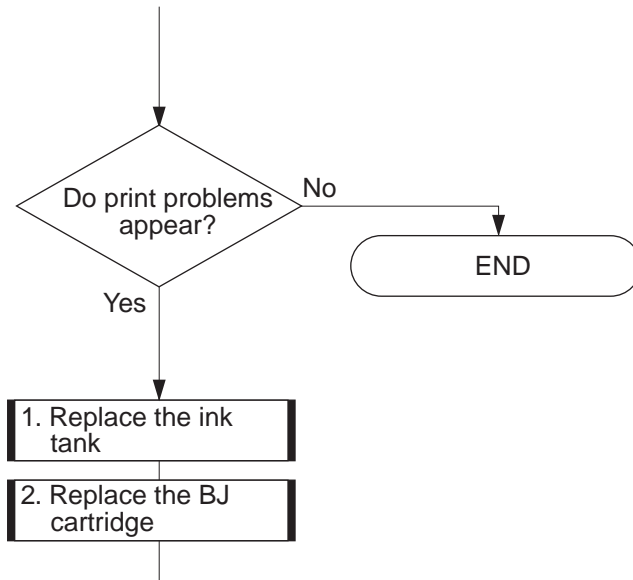 Do print problems
appear?
No
END
Yes
1. Replace the ink
tank
2. Replace the BJ
cartridge